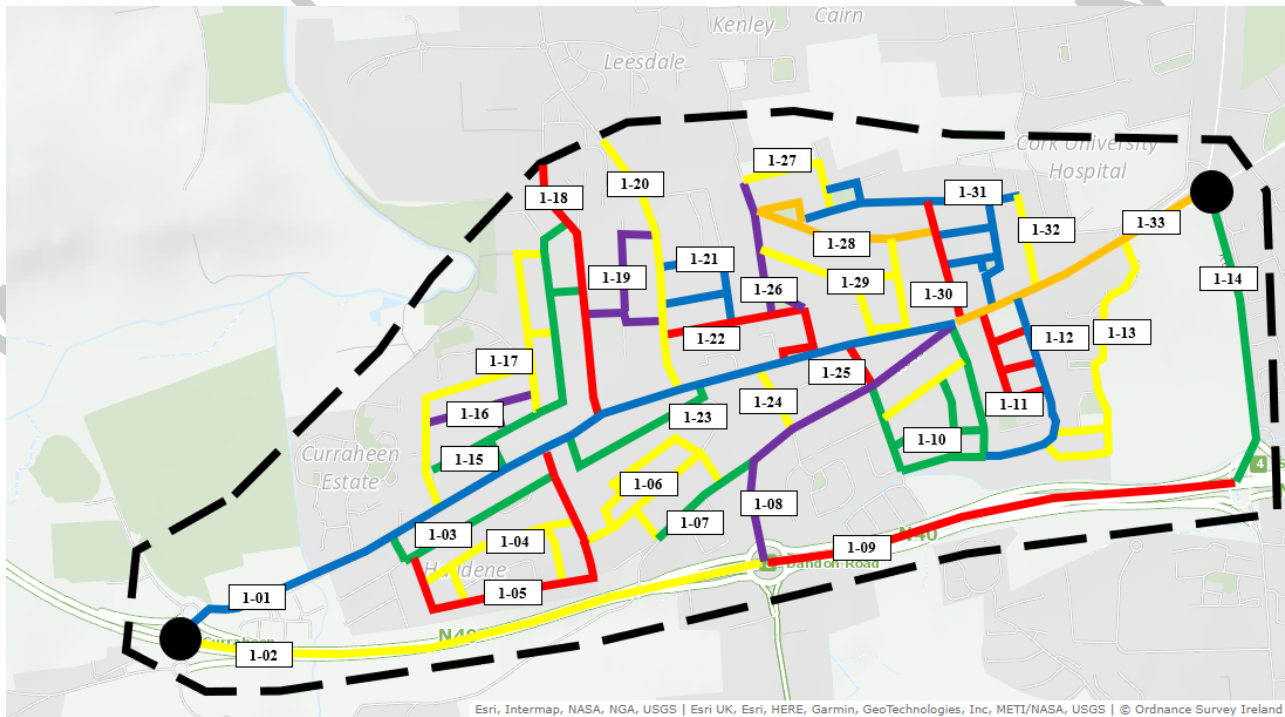 Cairn
Kenley
Leesdale
Cork University
Hospital
1-27
1-18
1-20
1-31
1-33
1-32
1-28
1-21
1-19
1-14
1-29
1-26
1-30
1-22
1-12
1-13
1-17
1-25
1-24
1-11
1-16
1-23
1-10
Curraheen
Estate
1-15
4
1-06
1-08
1-07
1-03
1-04
N40
1-09
Bandon Road
1-05
1-01
N40
Curraheen
1-02
Esri, Intermap, NASA, NGA, USGS | Esri UK, Esri, HERE, Garmin, GeoTechnologies, Inc, METI/NASA, USGS | © Ordnance Survey Ireland